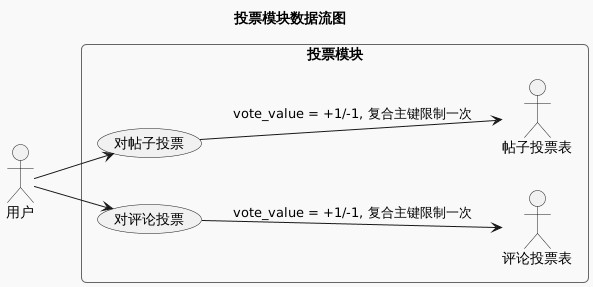 投票模块数据流图
投票模块
vote_value = +1/-1, 复合主键限制一次
对帖子投票
帖子投票表
用户
vote_value = +1/-1, 复合主键限制一次
对评论投票
评论投票表